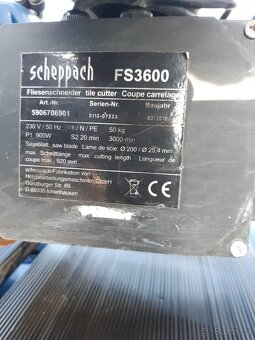 scheppach FS3600
Fliesenschneider tile cutter Coupe carrelage
Art.-Nr. Serien-Nr. Baujahr
5906706901 0112-07223 02/2015
230 V / 50 Hz 1 / N / PE 50 kg
P1 900W S2 20 min 3000 min
Sägeblatt, saw blade Lame de scie Ø 200 / Ø 25,4 mm
max. Schnittlänge max. cutting length Longueur de
coupe max. 920 mm
scheppach-Fabrikation von
Holzbearbeitungsmaschinen GmbH
Günzburger Str. 69
D 89335 Ichenhausen
CE